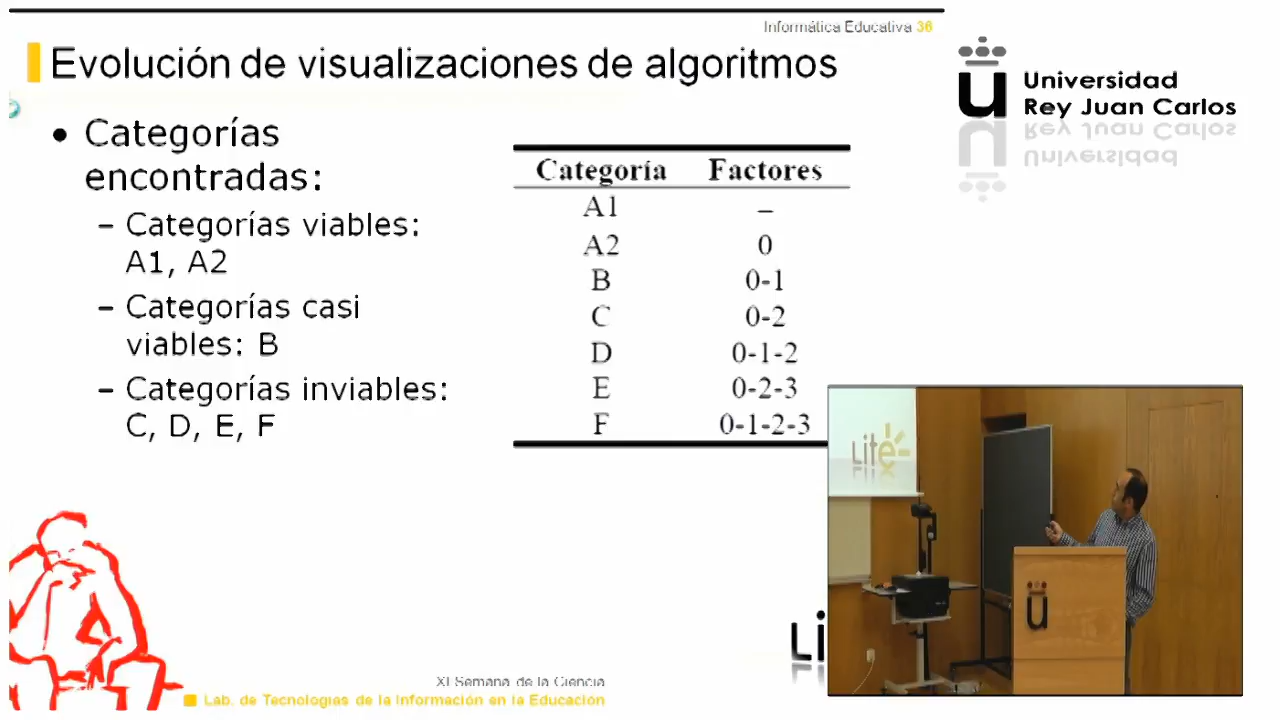 Informática Educativa 36
Evolución de visualizaciones de algoritmos
Universidad
Rey Juan Carlos
• Categorías
encontradas:
– Categorías viables:
A1, A2
– Categorías casi
viables: B
– Categorías inviables:
C, D, E, F
Categoría Factores
A1 –
A2 0
B 0-1
C 0-2
D 0-1-2
E 0-2-3
F 0-1-2-3
Lite
XI Semana de la Ciencia
Lab. de Tecnologías de la Información en la Educación